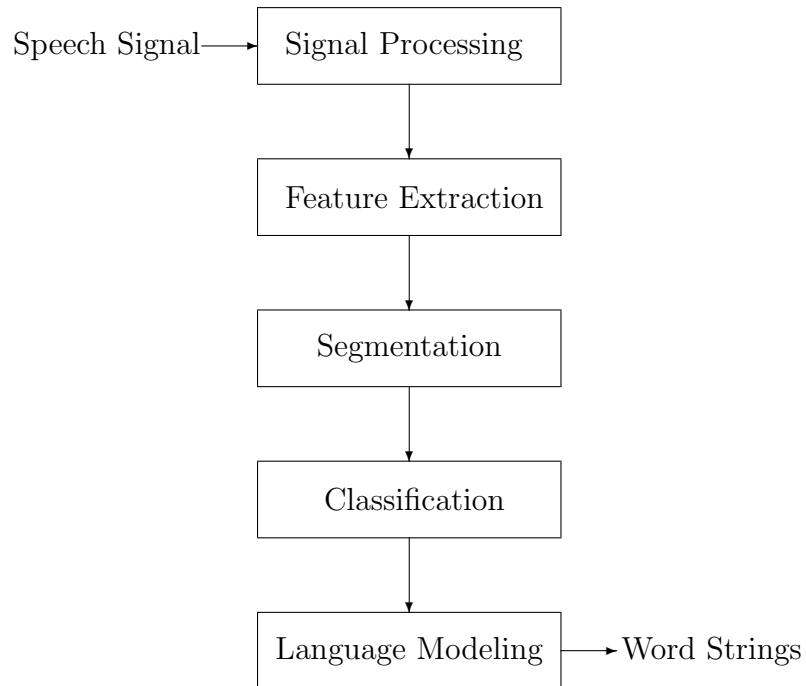 Speech Signal
Signal Processing
Feature Extraction
Segmentation
Classification
Language Modeling
Word Strings